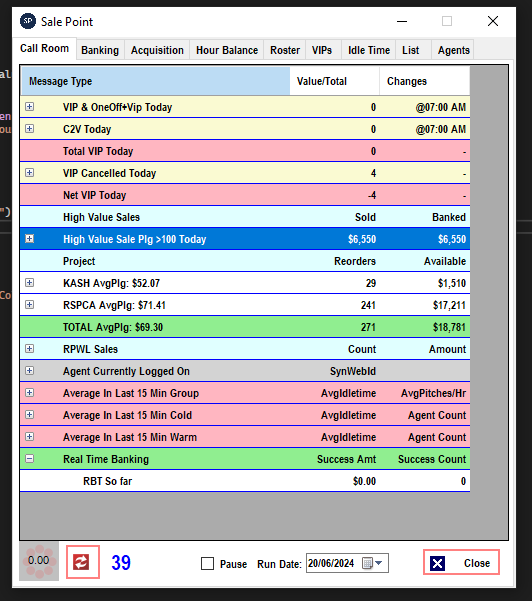 SP Sale Point
Call Room Banking Acquisition Hour Balance Roster VIPs Idle Time List Agents
Message Type Value/Total Changes
VIP & OneOff+Vip Today 0 @07:00 AM
C2V Today 0 @07:00 AM
Total VIP Today 0 -
VIP Cancelled Today 4 -
Net VIP Today -4 -
High Value Sales Sold Banked
High Value Sale Plg >100 Today $6,550 $6,550
Project Reorders Available
KASH AvgPlg: $52.07 29 $1,510
RSPCA AvgPlg: $71.41 241 $17,211
TOTAL AvgPlg: $69.30 271 $18,781
RPWL Sales Count Amount
Agent Currently Logged On SynWebId
Average In Last 15 Min Group AvgIdletime AvgPitches/Hr
Average In Last 15 Min Cold AvgIdletime Agent Count
Average In Last 15 Min Warm AvgIdletime Agent Count
Real Time Banking Success Amt Success Count
RBT So far $0.00 0
0.00 39 Pause Run Date: 20/06/2024 Close
al
en
ou
")
Co